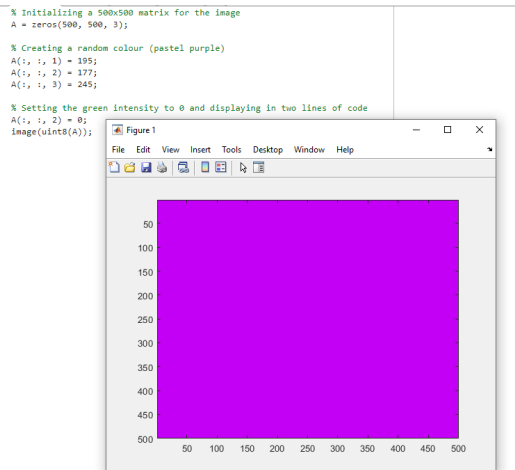 % Initializing a 500x500 matrix for the image
A = zeros(500, 500, 3);
% Creating a random colour (pastel purple)
A(:, :, 1) = 195;
A(:, :, 2) = 177;
A(:, :, 3) = 245;
% Setting the green intensity to 0 and displaying in two lines of code
A(:, :, 2) = 0;
image(uint8(A));
Figure 1
File Edit View Insert Tools Desktop Window Help
50
100
150
200
250
300
350
400
450
500
50 100 150 200 250 300 350 400 450 500